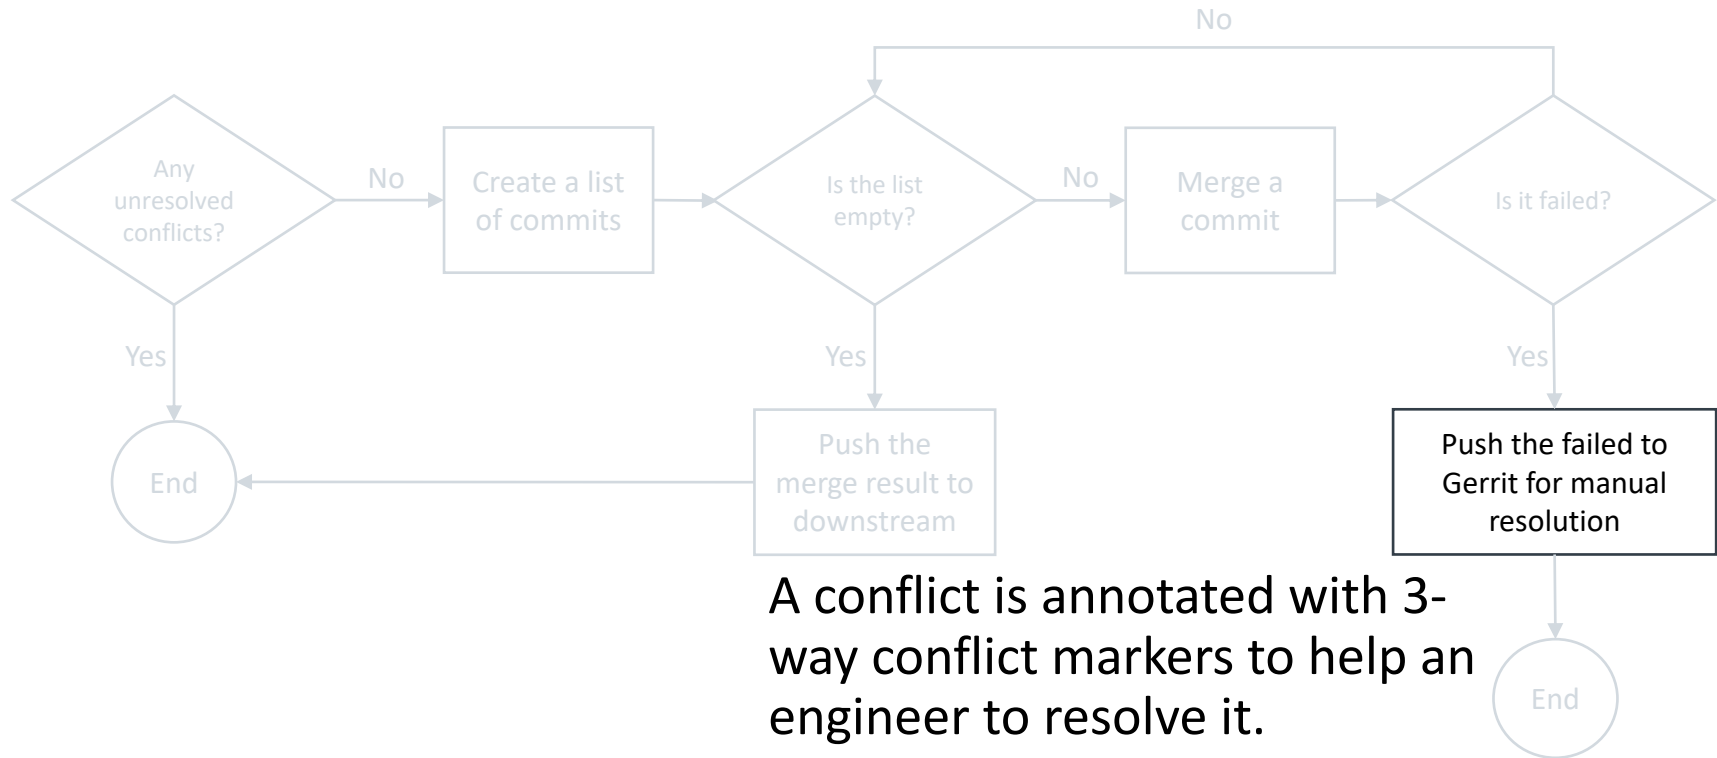 No
Any
unresolved
conflicts?
No
Create a list
of commits
Is the list
empty?
No
Merge a
commit
Is it failed?
Yes
Yes
Yes
End
Push the
merge result to
downstream
Push the failed to
Gerrit for manual
resolution
A conflict is annotated with 3-
way conflict markers to help an
engineer to resolve it.
End